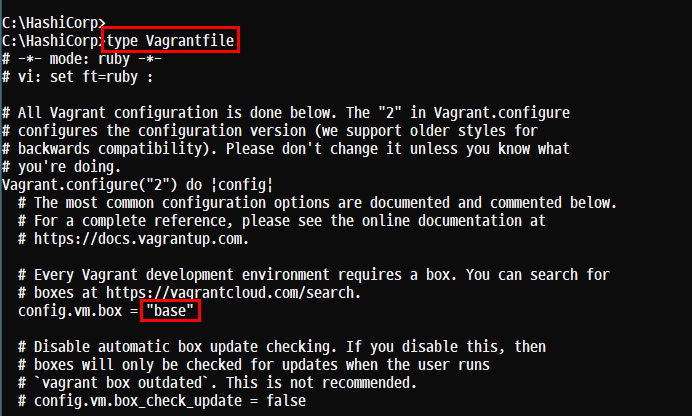 C:\HashiCorp>
C:\HashiCorp>type Vagrantfile
# -*- mode: ruby -*-
# vi: set ft=ruby :
# All Vagrant configuration is done below. The "2" in Vagrant.configure
# configures the configuration version (we support older styles for
# backwards compatibility). Please don't change it unless you know what
# you're doing.
Vagrant.configure("2") do |config|
# The most common configuration options are documented and commented below.
# For a complete reference, please see the online documentation at
# https://docs.vagrantup.com.
# Every Vagrant development environment requires a box. You can search for
# boxes at https://vagrantcloud.com/search.
config.vm.box = "base"
# Disable automatic box update checking. If you disable this, then
# boxes will only be checked for updates when the user runs
# `vagrant box outdated`. This is not recommended.
# config.vm.box_check_update = false